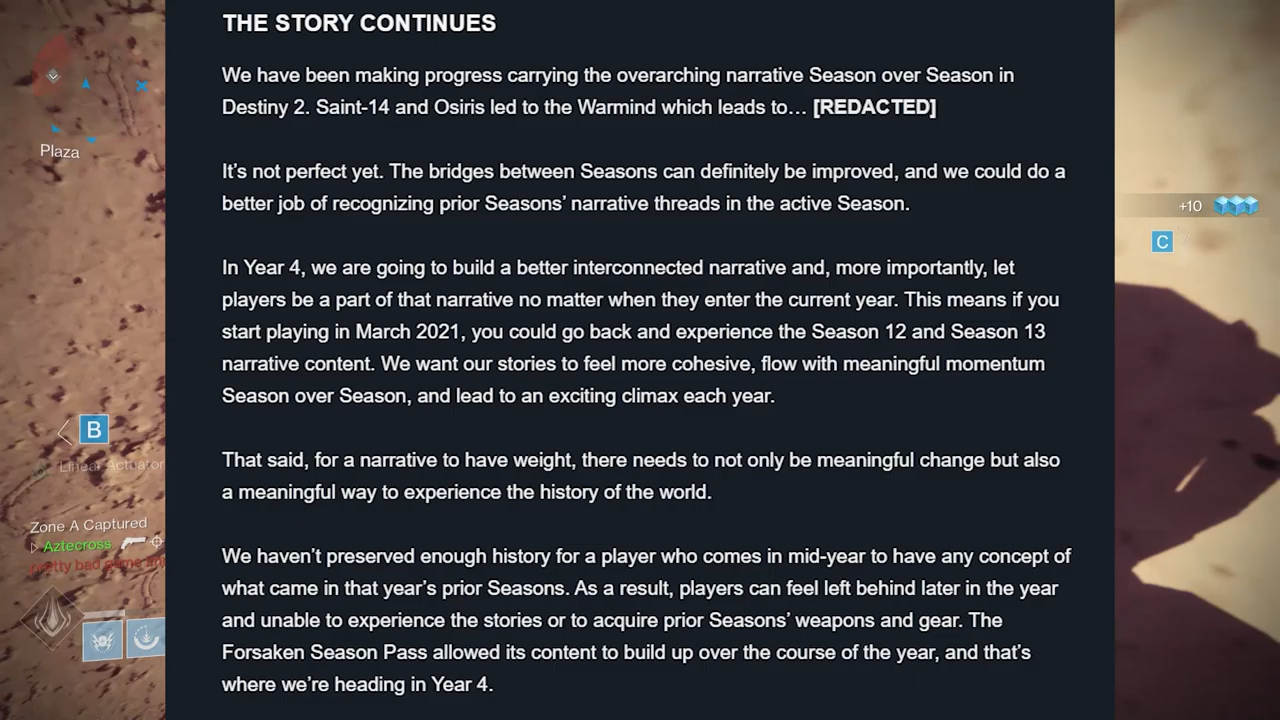 THE STORY CONTINUES
We have been making progress carrying the overarching narrative Season over Season in
Destiny 2. Saint-14 and Osiris led to the Warmind which leads to… [REDACTED]
It’s not perfect yet. The bridges between Seasons can definitely be improved, and we could do a
better job of recognizing prior Seasons’ narrative threads in the active Season.
In Year 4, we are going to build a better interconnected narrative and, more importantly, let
players be a part of that narrative no matter when they enter the current year. This means if you
start playing in March 2021, you could go back and experience the Season 12 and Season 13
narrative content. We want our stories to feel more cohesive, flow with meaningful momentum
Season over Season, and lead to an exciting climax each year.
That said, for a narrative to have weight, there needs to not only be meaningful change but also
a meaningful way to experience the history of the world.
We haven’t preserved enough history for a player who comes in mid-year to have any concept of
what came in that year’s prior Seasons. As a result, players can feel left behind later in the year
and unable to experience the stories or to acquire prior Seasons’ weapons and gear. The
Forsaken Season Pass allowed its content to build up over the course of the year, and that’s
where we’re heading in Year 4.
Plaza
B
Linear Actuator
Zone A Captured
Aztecross
pretty bad game
+10
C